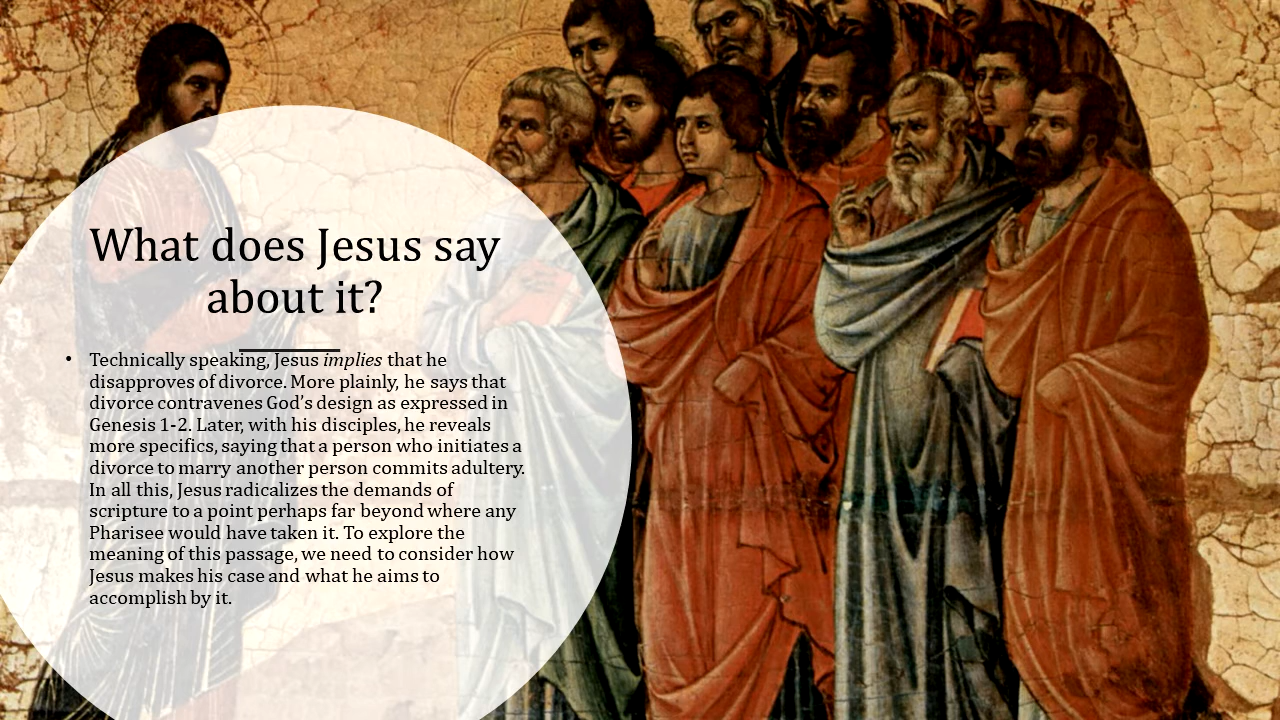 What does Jesus say
about it?
• Technically speaking, Jesus implies that he
disapproves of divorce. More plainly, he says that
divorce contravenes God’s design as expressed in
Genesis 1-2. Later, with his disciples, he reveals
more specifics, saying that a person who initiates a
divorce to marry another person commits adultery.
In all this, Jesus radicalizes the demands of
scripture to a point perhaps far beyond where any
Pharisee would have taken it. To explore the
meaning of this passage, we need to consider how
Jesus makes his case and what he aims to
accomplish by it.